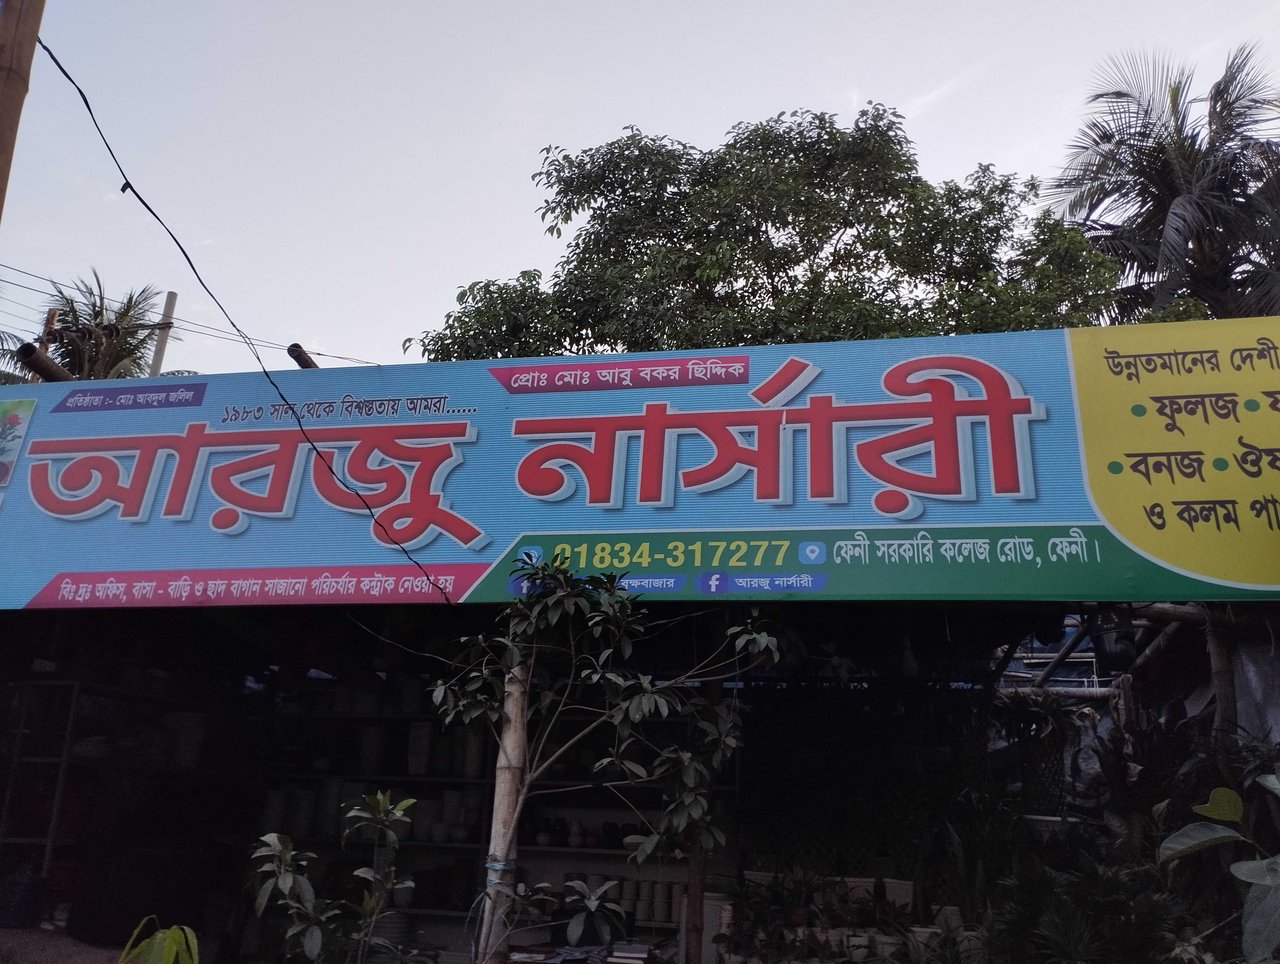 প্রতিষ্ঠাতা :- মোঃ আবদুল জলিল
প্রোঃ মোঃ আবু বকর ছিদ্দিক
১৯৮৩ সাল থেকে বিশ্বস্ততায় আমরা......
আরজু নার্সারী
01834-317277
ফেনী সরকারি কলেজ রোড, ফেনী।
বৃক্ষবাজার
আরজু নার্সারী
বিঃ দ্রঃ অফিস, বাসা - বাড়ি ও ছাদ বাগান সাজানো পরিচর্যার কন্ট্রাক নেওয়া হয়
উন্নতমানের দেশী
• ফুলজ •
• বনজ •
ও কলম